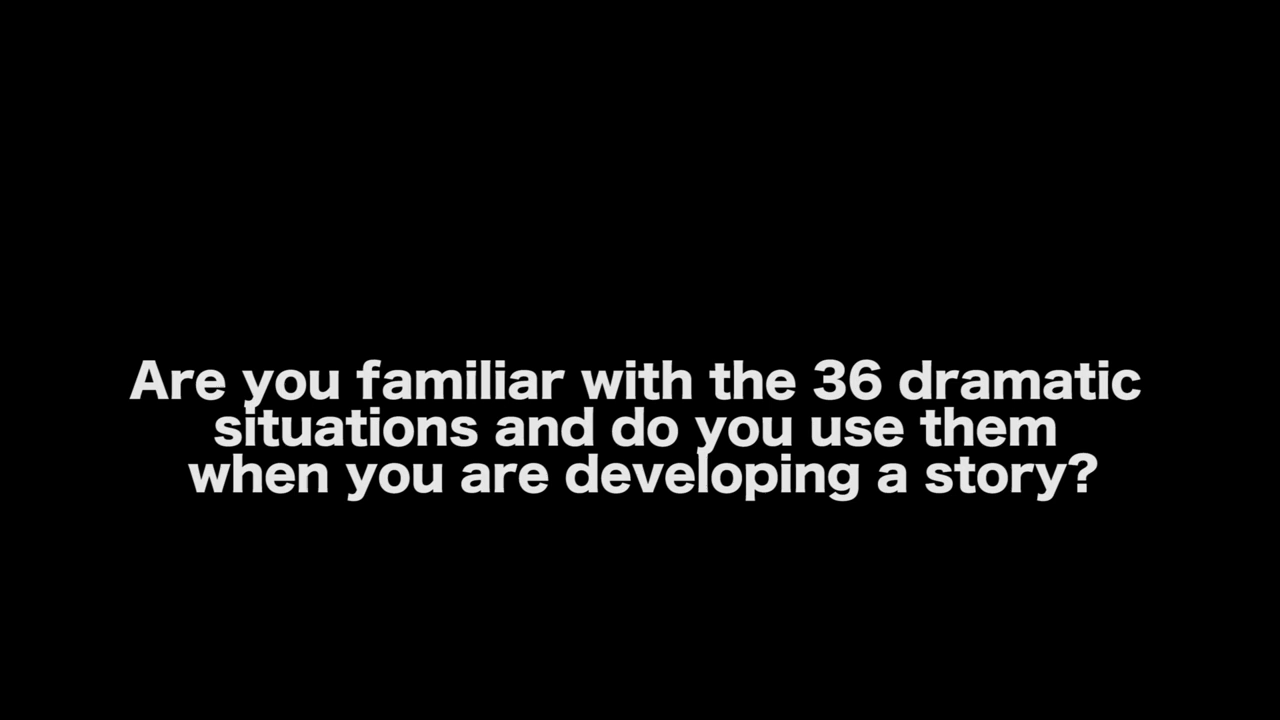 Are you familiar with the 36 dramatic
situations and do you use them
when you are developing a story?